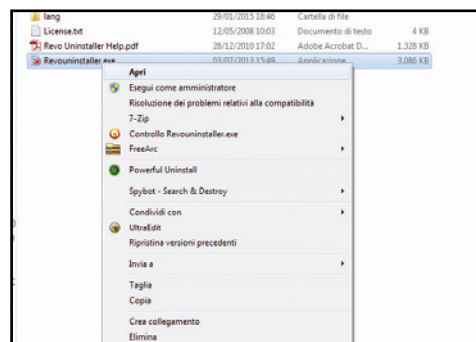 lang 29/01/2015 18:46 Cartella di file
License.txt 12/05/2008 10:03 Documento di testo 4 KB
Revo Uninstaller Help.pdf 28/12/2010 17:02 Adobe Acrobat D... 1.328 KB
Revouninstaller.exe 03/07/2013 15:49 Applicazione 3.086 KB
Apri
Esegui come amministratore
Risoluzione dei problemi relativi alla compatibilità
7-Zip
Controllo Revouninstaller.exe
FreeArc
Powerful Uninstall
Spybot - Search & Destroy
Condividi con
UltraEdit
Ripristina versioni precedenti
Invia a
Taglia
Copia
Crea collegamento
Elimina